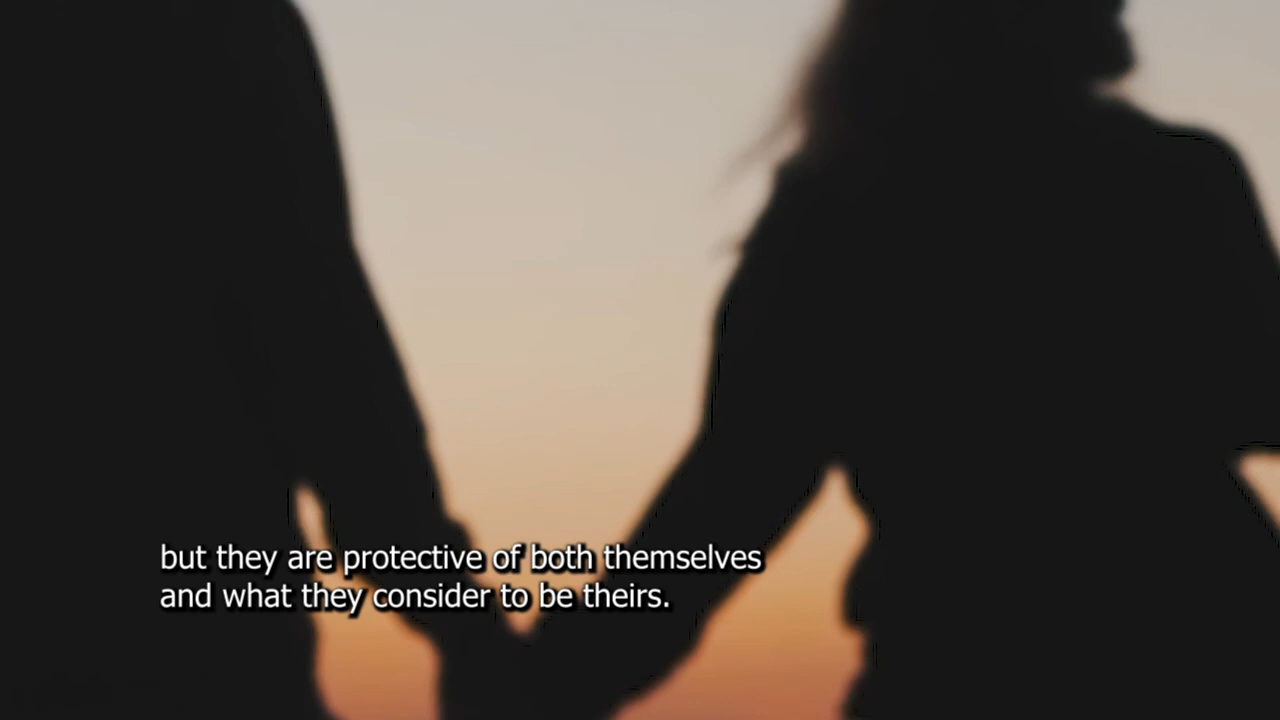 but they are protective of both themselves
and what they consider to be theirs.